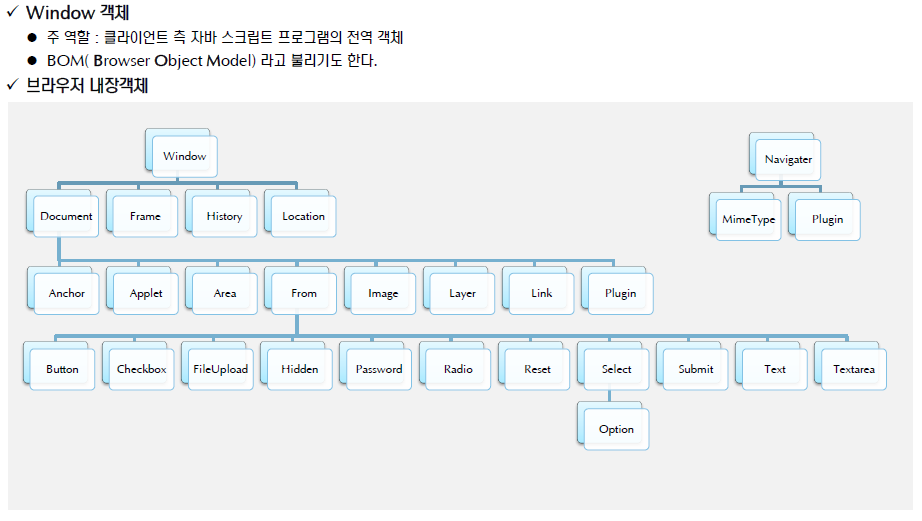 ✓ Window 객체
● 주 역할 : 클라이언트 측 자바 스크립트 프로그램의 전역 객체
● BOM( Browser Object Model) 라고 불리기도 한다.
✓ 브라우저 내장객체
Window
Navigater
Document Frame History Location
MimeType Plugin
Anchor Applet Area From Image Layer Link Plugin
Button Checkbox FileUpload Hidden Password Radio Reset Select Submit Text Textarea
Option